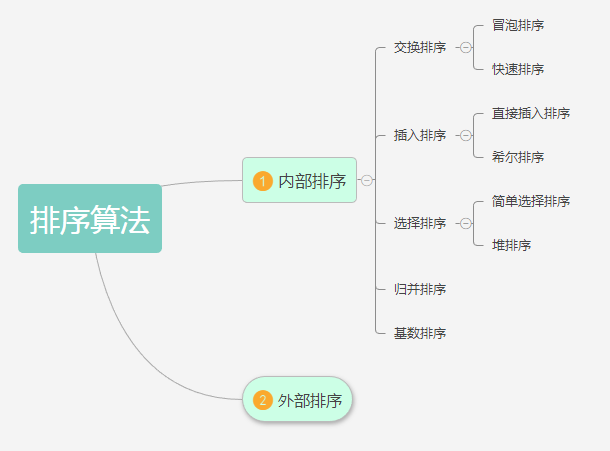 排序算法
1 内部排序
交换排序
冒泡排序
快速排序
插入排序
直接插入排序
希尔排序
选择排序
简单选择排序
堆排序
归并排序
基数排序
2 外部排序